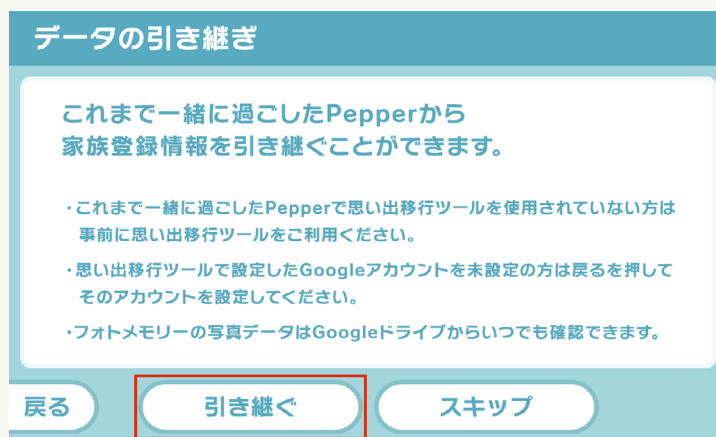 データの引き継ぎ
これまで一緒に過ごしたPepperから
家族登録情報を引き継ぐことができます。
・これまで一緒に過ごしたPepperで思い出移行ツールを使用されていない方は
事前に思い出移行ツールをご利用ください。
・思い出移行ツールで設定したGoogleアカウントを未設定の方は戻るを押して
そのアカウントを設定してください。
・フォトメモリーの写真データはGoogleドライブからいつでも確認できます。
戻る
引き継ぐ
スキップ